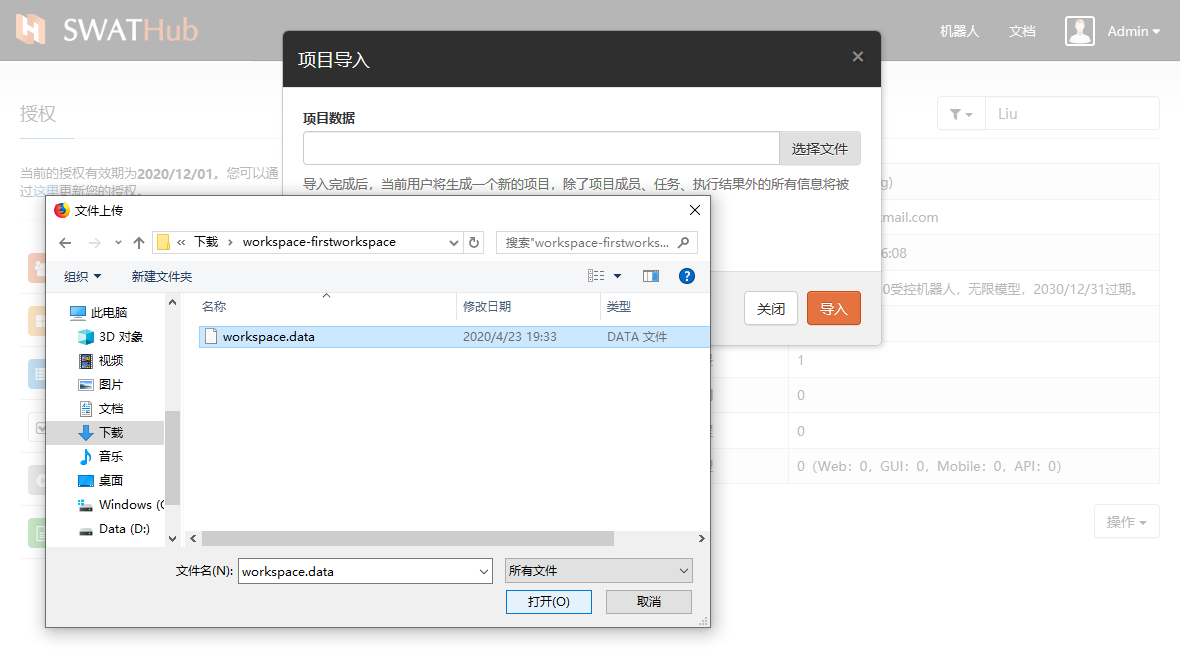 SWATHub
机器人
文档
Admin
项目导入
×
授权
Liu
当前的授权有效期为2020/12/01。您可以通
过这里更新您的授权。
项目数据
选择文件
导入完成后，当前用户将生成一个新的项目，除了项目成员、任务、执行结果外的所有信息将被
g)
mail.com
6:08
0受控机器人，无限模型，2030/12/31过期。
1
0
0
0（Web：0，GUI：0，Mobile：0，API：0）
关闭
导入
操作
文件上传
« 下载 › workspace-firstworkspace
搜索"workspace-firstworks...
组织
新建文件夹
?
名称
修改日期
类型
workspace.data
2020/4/23 19:33
DATA 文件
此电脑
3D 对象
视频
图片
文档
下载
音乐
桌面
Windows (C
Data (D:)
文件名(N):
workspace.data
所有文件
打开(O)
取消